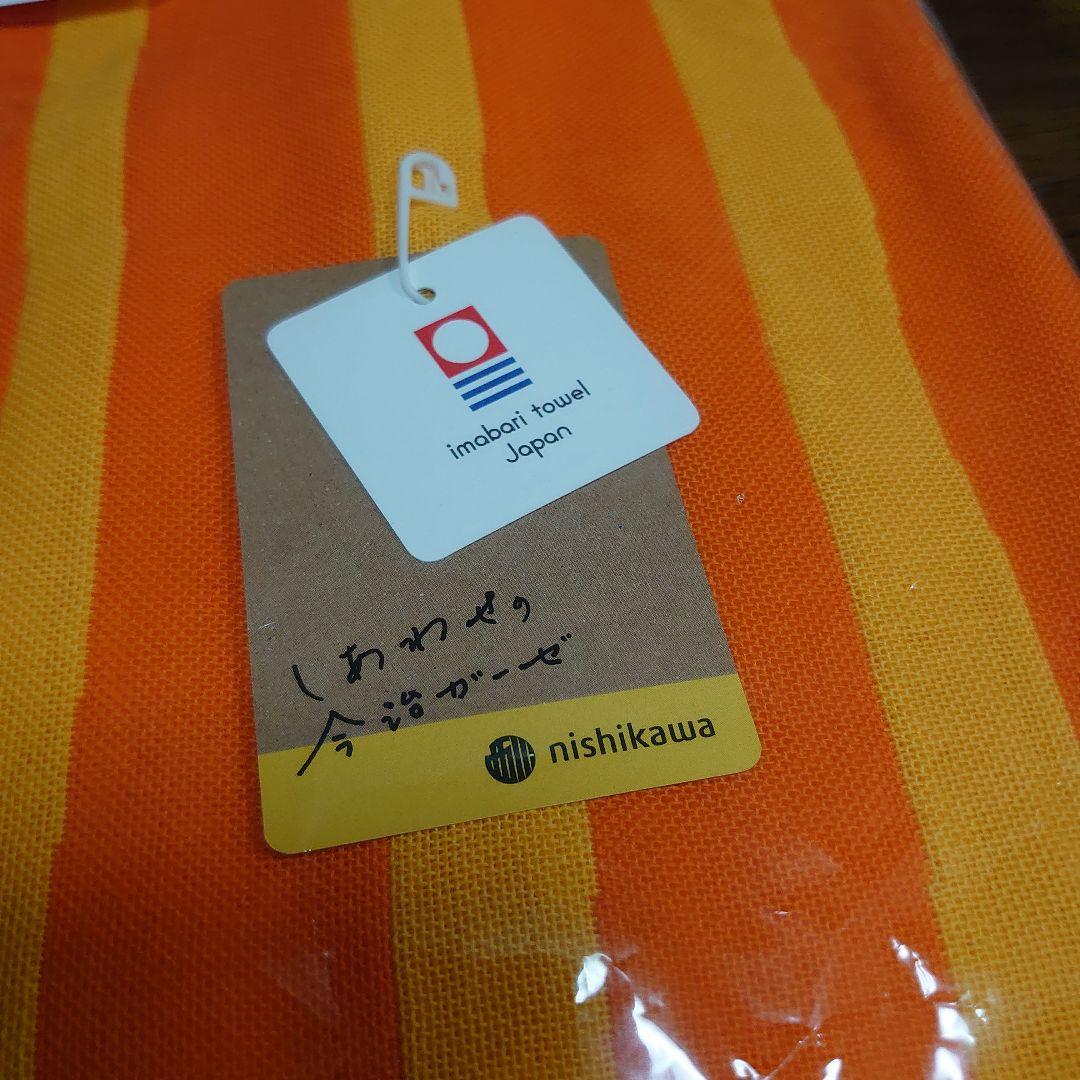 imabari towel
Japan
しあわせの
今治ガーゼ
nishikawa